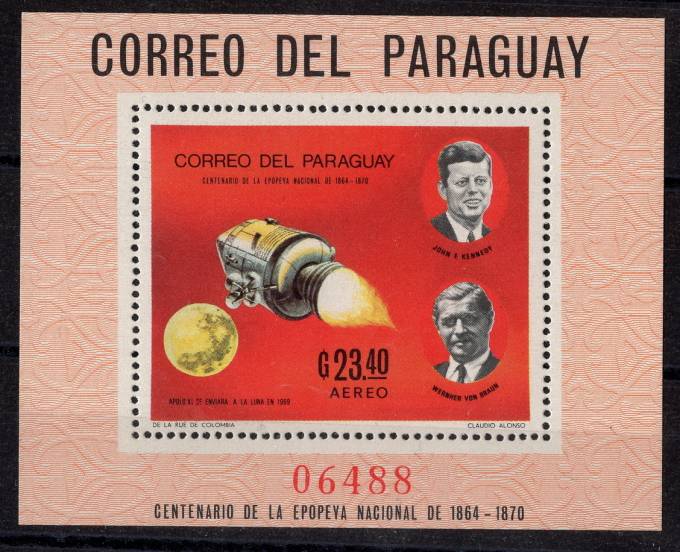 CORREO DEL PARAGUAY
CORREO DEL PARAGUAY
CENTENARIO DE LA EPOPEYA NACIONAL DE 1864-1870
JOHN F. KENNEDY
WERNHER VON BRAUN
₲23.40
AEREO
APOLO XI SE ENVIARA A LA LUNA EN 1969
DE LA RUE DE COLOMBIA
CLAUDIO ALONSO
06488
CENTENARIO DE LA EPOPEYA NACIONAL DE 1864-1870